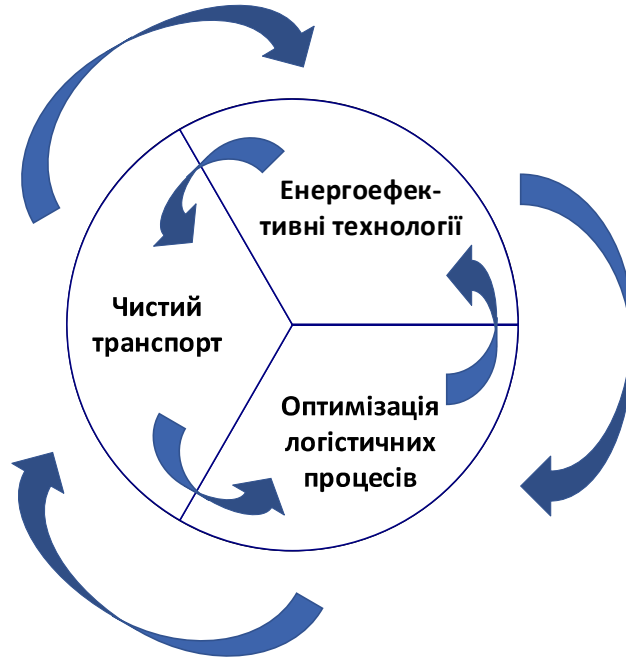 Енергоефек-
тивні технології
Чистий
транспорт
Оптимізація
логістичних
процесів